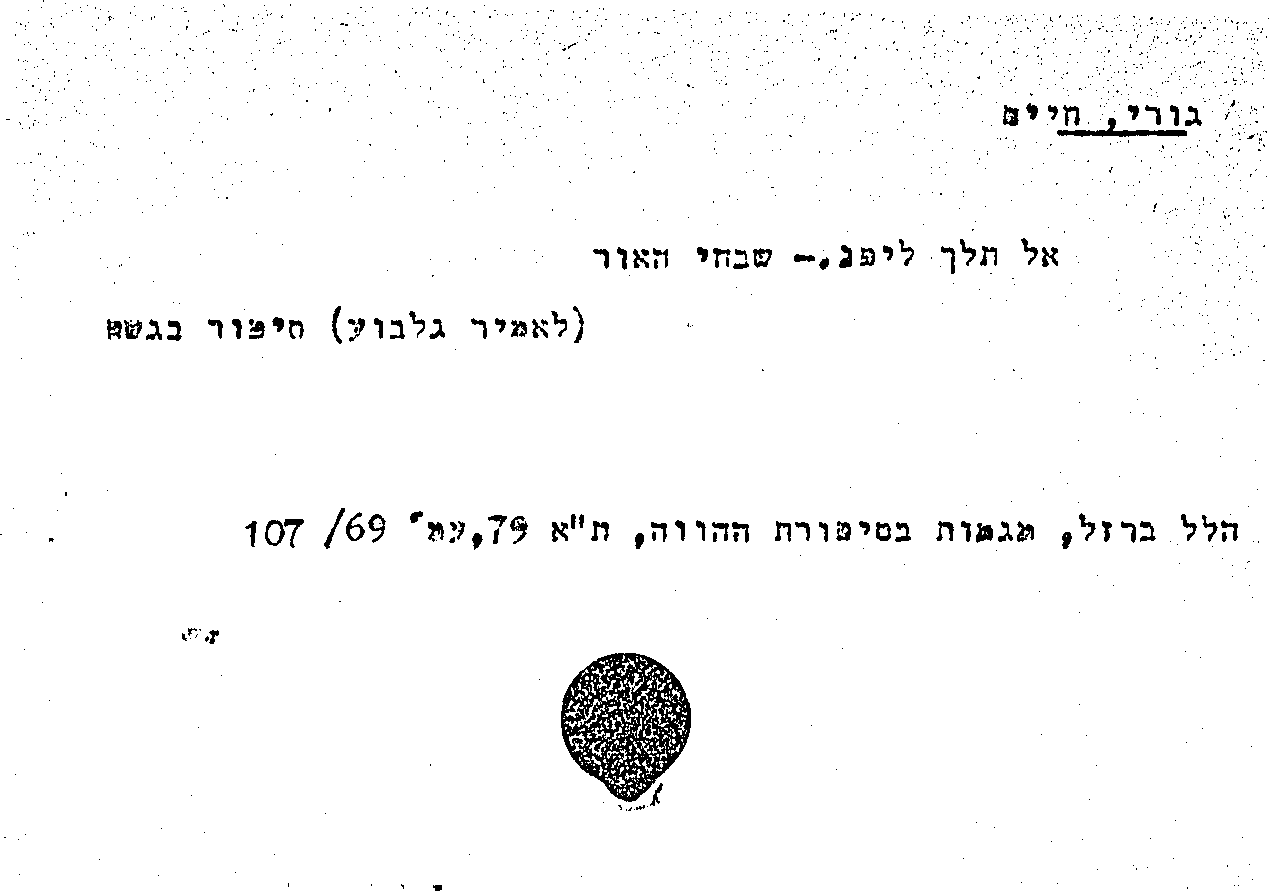 גורי, חיים
אל תלך ליפג.- שבחי האור
(לאמיר גלבוע) סיפור בגשם
הלל ברזל, מגמות בסיפורת ההווה, ת"א 79,עמ' 69/ 107